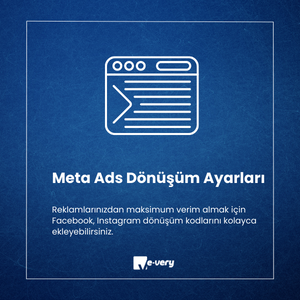 Meta Ads Dönüşüm Ayarları
Reklamlarınızdan maksimum verim almak için
Facebook, Instagram dönüşüm kodlarını kolayca
ekleyebilirsiniz.
e-very